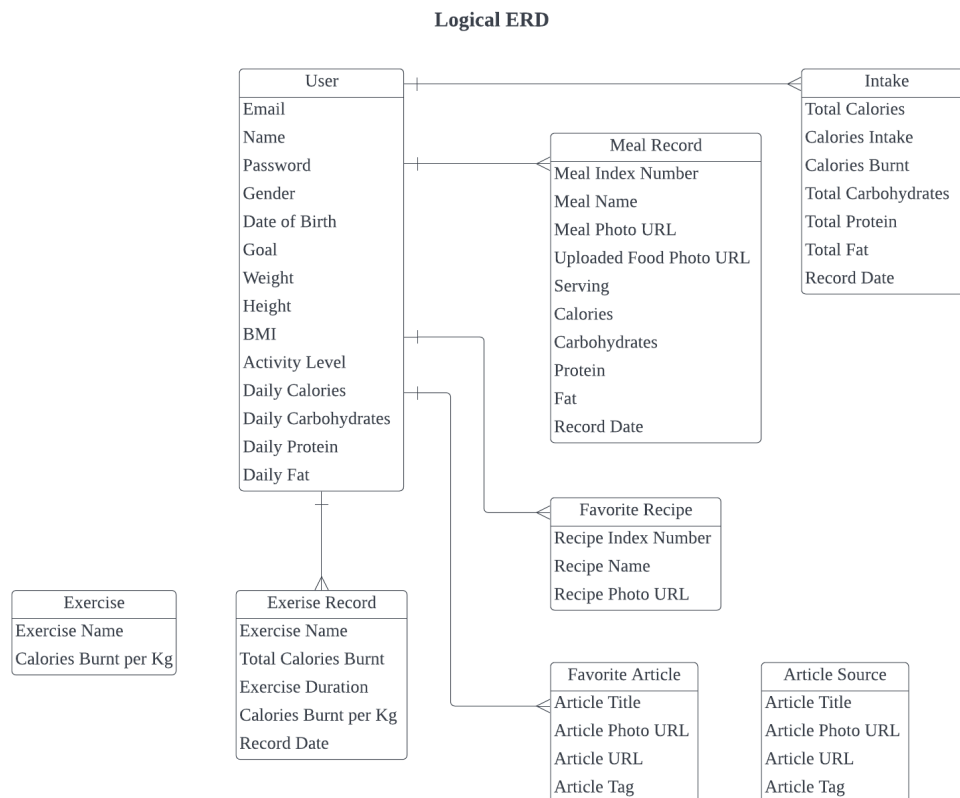 Logical ERD
User
Email
Name
Password
Gender
Date of Birth
Goal
Weight
Height
BMI
Activity Level
Daily Calories
Daily Carbohydrates
Daily Protein
Daily Fat
Intake
Total Calories
Calories Intake
Calories Burnt
Total Carbohydrates
Total Protein
Total Fat
Record Date
Meal Record
Meal Index Number
Meal Name
Meal Photo URL
Uploaded Food Photo URL
Serving
Calories
Carbohydrates
Protein
Fat
Record Date
Favorite Recipe
Recipe Index Number
Recipe Name
Recipe Photo URL
Exercise
Exercise Name
Calories Burnt per Kg
Exerise Record
Exercise Name
Total Calories Burnt
Exercise Duration
Calories Burnt per Kg
Record Date
Favorite Article
Article Title
Article Photo URL
Article URL
Article Tag
Article Source
Article Title
Article Photo URL
Article URL
Article Tag